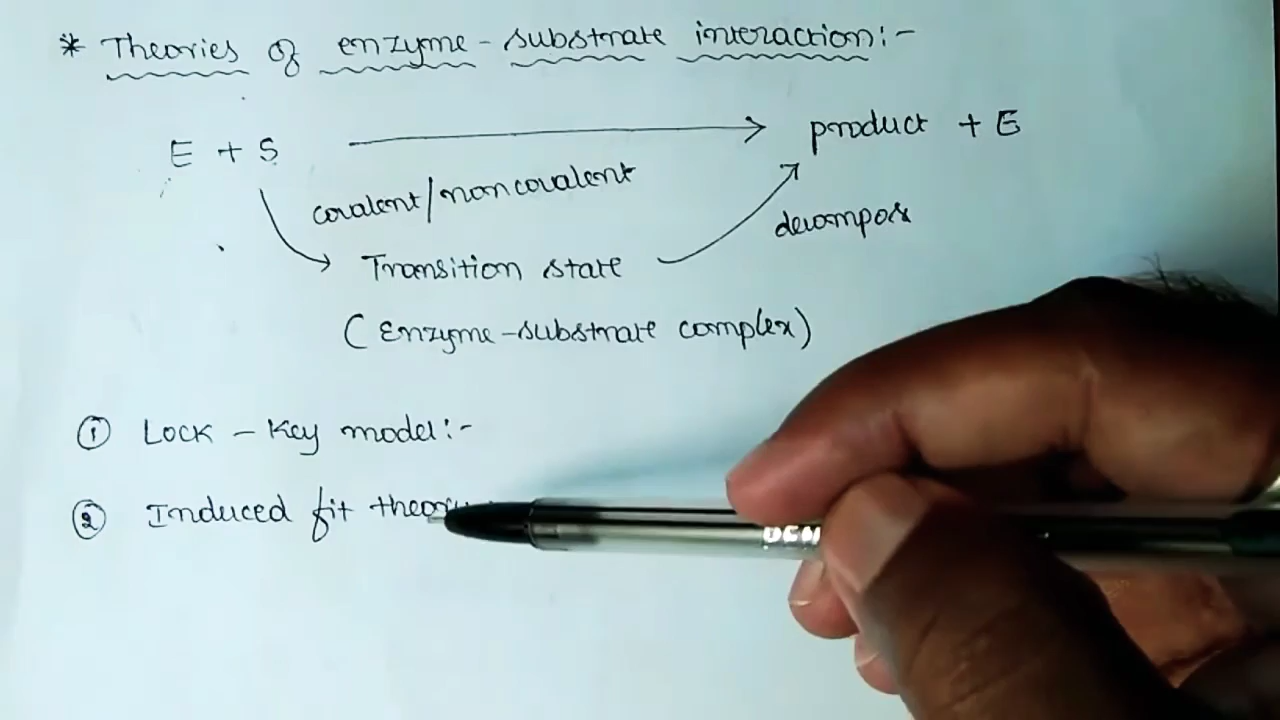 * Theories of enzyme-substrate interaction:-
E + S
product + E
covalent/noncovalent
decompose
Transition state
(Enzyme-substrate complex)
① Lock - Key model:-
② Induced fit theory